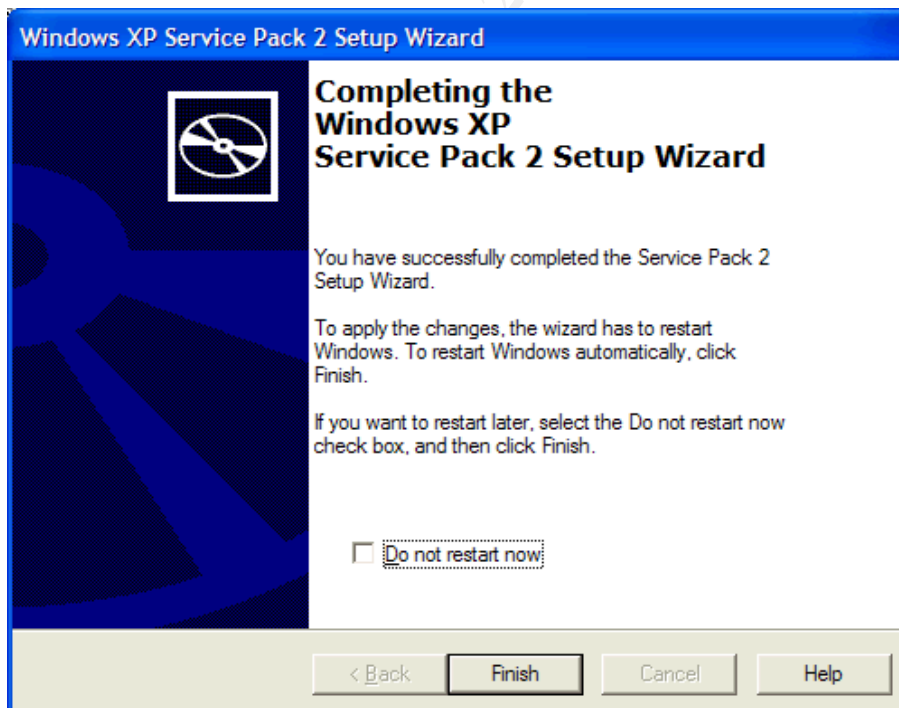 Windows XP Service Pack 2 Setup Wizard
Completing the
Windows XP
Service Pack 2 Setup Wizard
You have successfully completed the Service Pack 2
Setup Wizard.
To apply the changes, the wizard has to restart
Windows. To restart Windows automatically, click
Finish.
If you want to restart later, select the Do not restart now
check box, and then click Finish.
Do not restart now
< Back
Finish
Cancel
Help